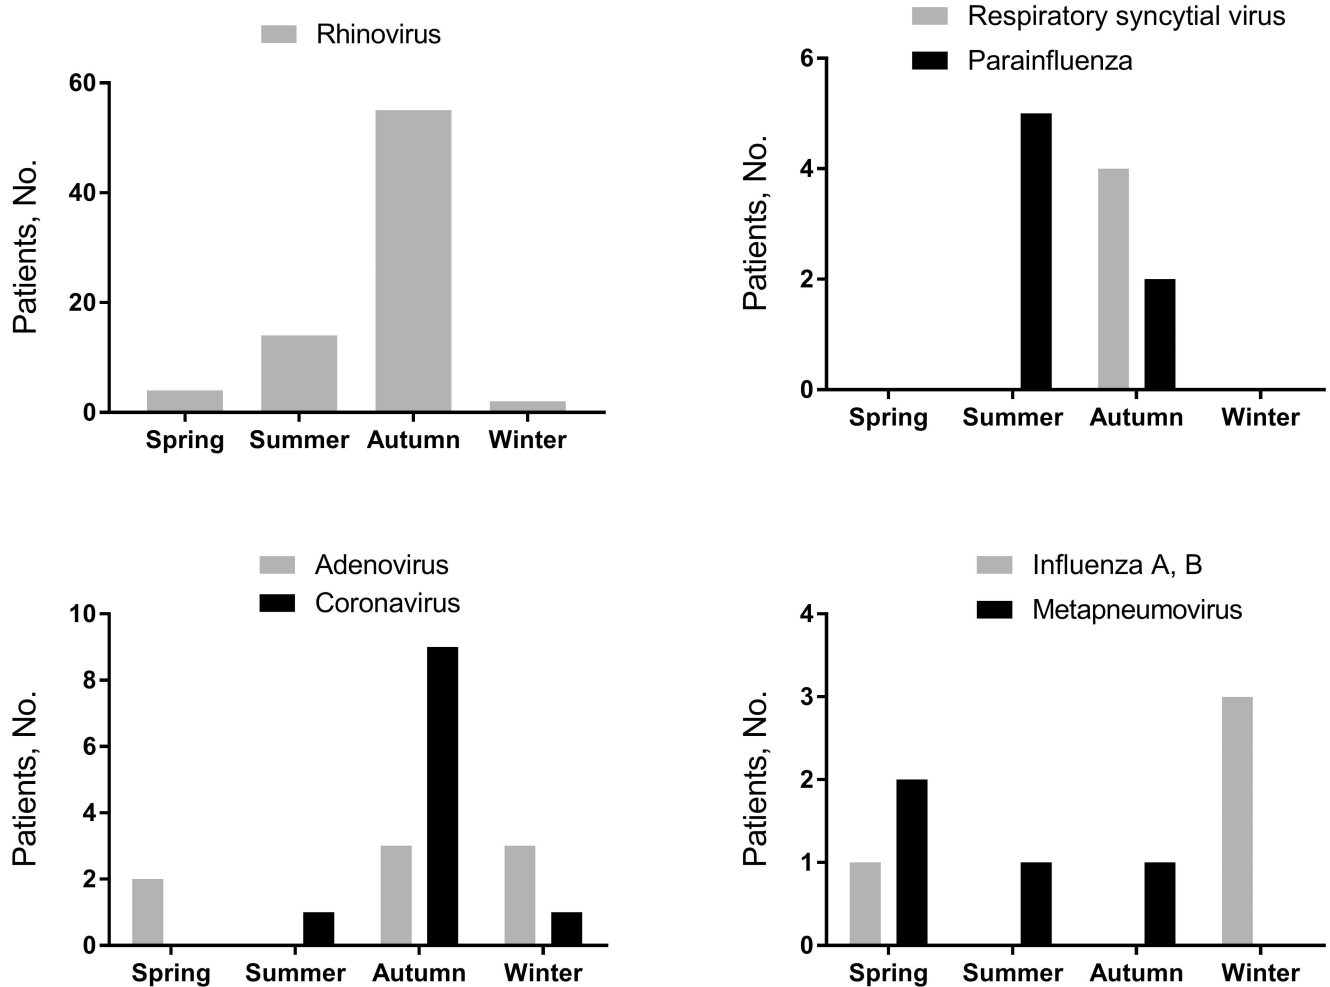 Rhinovirus
60
40
20
0
Patients, No.
Spring Summer Autumn Winter
Respiratory syncytial virus
Parainfluenza
6
4
2
0
Patients, No.
Spring Summer Autumn Winter
Adenovirus
Coronavirus
10
8
6
4
2
0
Patients, No.
Spring Summer Autumn Winter
Influenza A, B
Metapneumovirus
4
3
2
1
0
Patients, No.
Spring Summer Autumn Winter